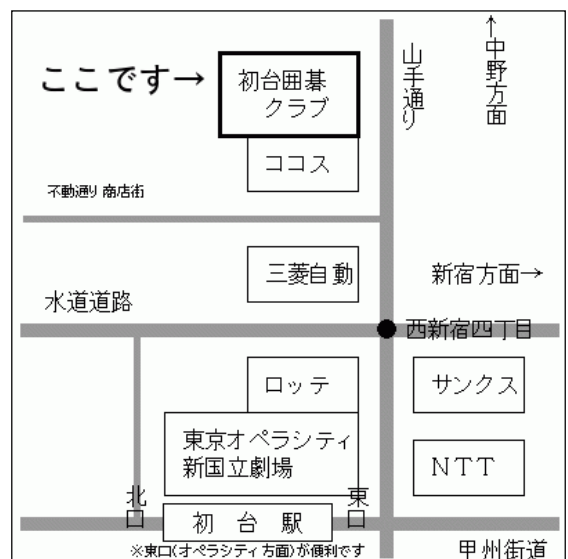 ↑中野方面
山手通り
ここです→
初台囲碁
クラブ
ココス
不動通り 商店街
三菱自動
新宿方面→
水道道路
西新宿四丁目
ロッテ
サンクス
東京オペラシティ
新国立劇場
NTT
北口
東口
初台駅
※東口(オペラシティ方面)が便利です
甲州街道